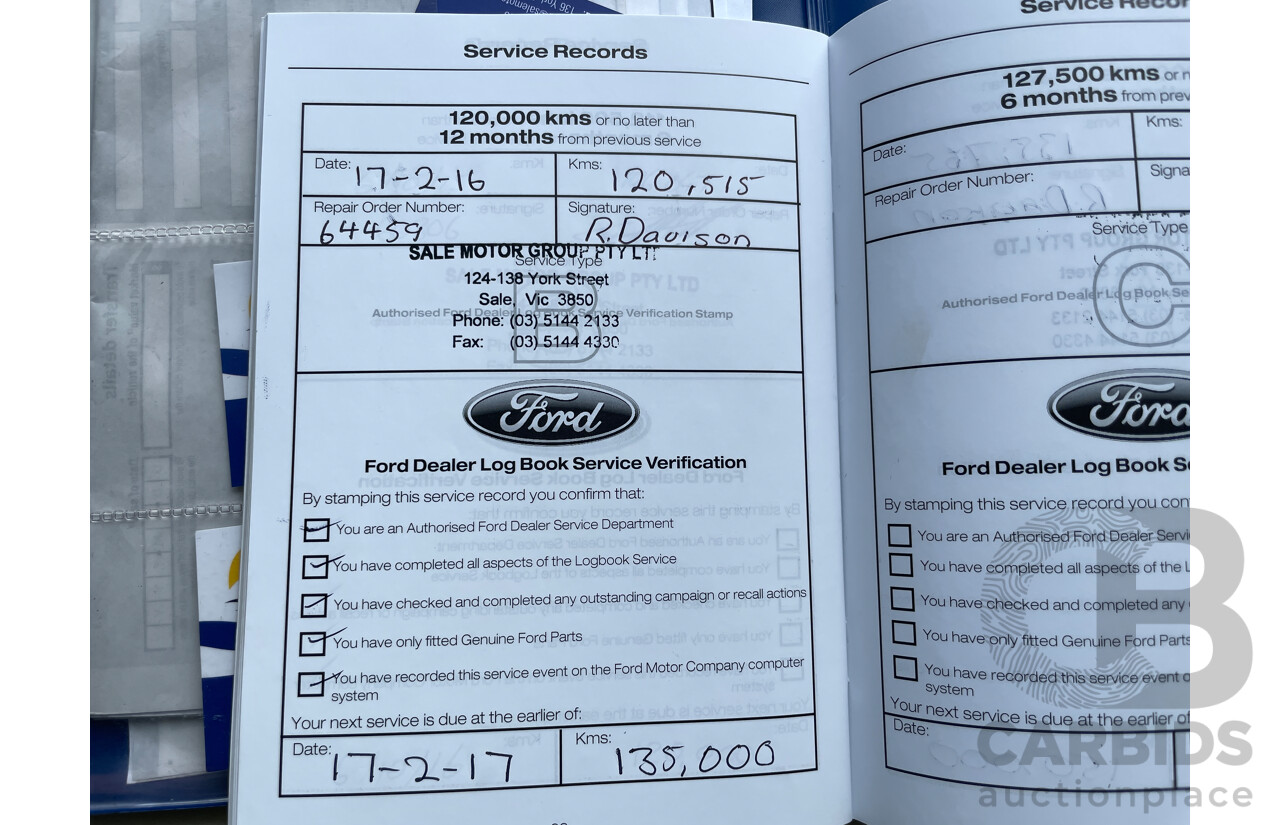 Service Records
120,000 kms or no later than
12 months from previous service
Date: 17-2-16
Kms: 120,515
Repair Order Number: 64459
Signature: R.Davison
SALE MOTOR GROUP PTY LT
Service Type
124-138 York Street
Sale, Vic 3850
B
Authorised Ford Dealer Log Book Service Verification Stamp
Phone: (03) 5144 2133
Fax: (03) 5144 4330
Ford
Ford Dealer Log Book Service Verification
By stamping this service record you confirm that:
You are an Authorised Ford Dealer Service Department
You have completed all aspects of the Logbook Service
You have checked and completed any outstanding campaign or recall actions
You have only fitted Genuine Ford Parts
You have recorded this service event on the Ford Motor Company computer
system
Your next service is due at the earlier of:
Date: 17-2-17
Kms: 135,000
Service Recor
127,500 kms or n
6 months from prev
Date:
Kms:
Repair Order Number:
Signa
Service Type
C
Authorised Ford Dealer Log Book Se
Ford
Ford Dealer Log Book S
By stamping this service record you con
You are an Authorised Ford Dealer Servi
You have completed all aspects of the L
You have checked and completed any
You have only fitted Genuine Ford Parts
You have recorded this service event o
system
Your next service is due at the earlier of
Date:
CB
CARBIDS
auctionplace